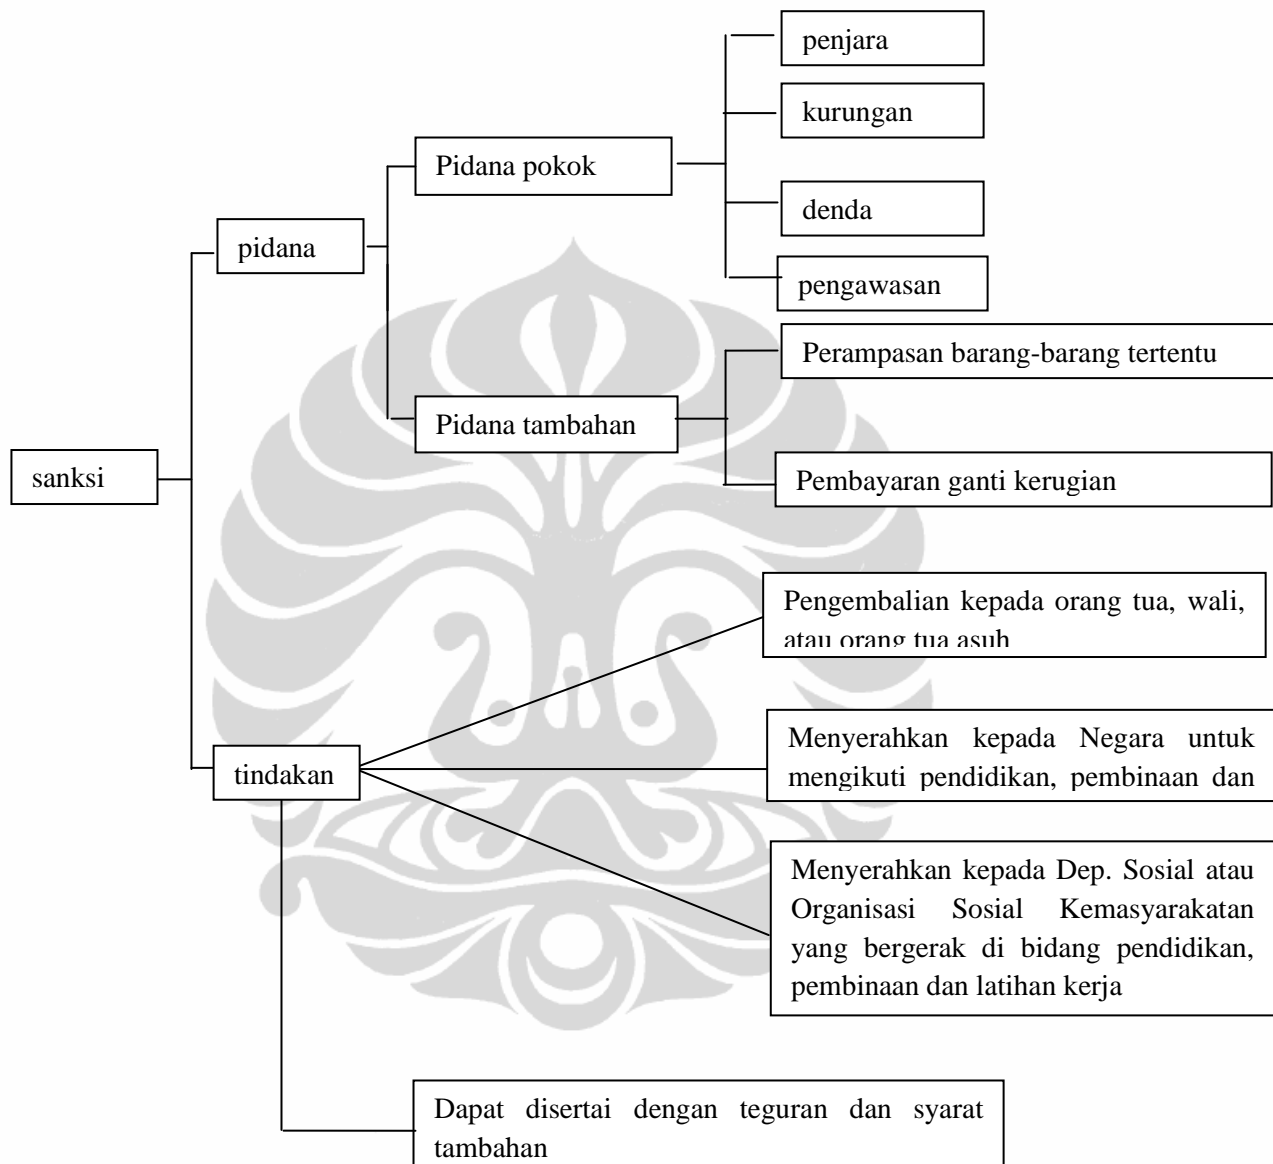 penjara
kurungan
Pidana pokok
denda
pidana
pengawasan
Perampasan barang-barang tertentu
Pidana tambahan
sanksi
Pembayaran ganti kerugian
Pengembalian kepada orang tua, wali,
atau orang tua asuh
Menyerahkan kepada Negara untuk
mengikuti pendidikan, pembinaan dan
tindakan
Menyerahkan kepada Dep. Sosial atau
Organisasi Sosial Kemasyarakatan
yang bergerak di bidang pendidikan,
pembinaan dan latihan kerja
Dapat disertai dengan teguran dan syarat
tambahan